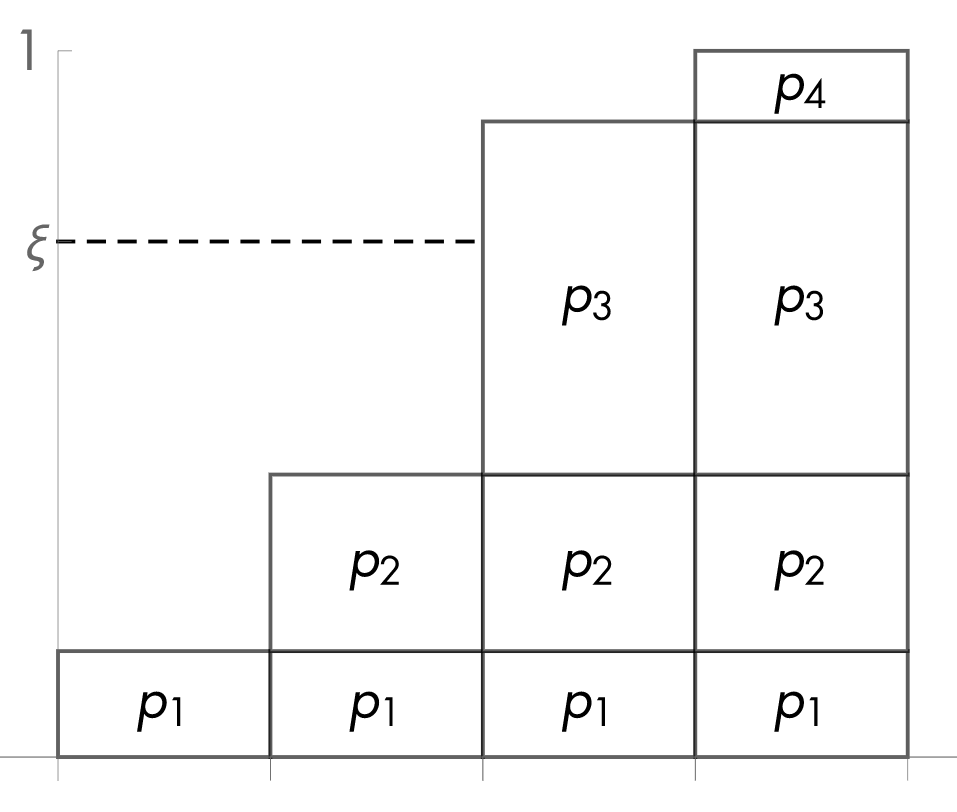 1
p4
ξ
p3 p3
p2 p2 p2
p1 p1 p1 p1